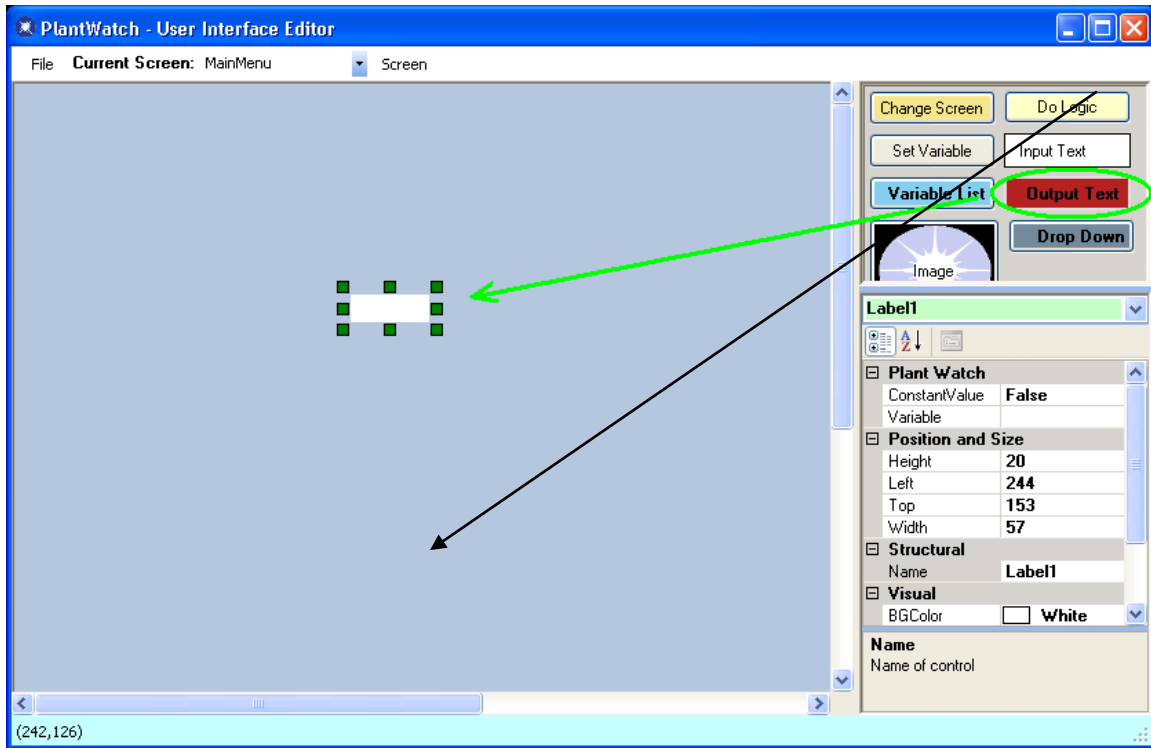 PlantWatch - User Interface Editor
File Current Screen: MainMenu Screen
Change Screen Do Logic
Set Variable Input Text
Variable List Output Text
Image Drop Down
Label1
A
Z
Plant Watch
ConstantValue False
Variable
Position and Size
Height 20
Left 244
Top 153
Width 57
Structural
Name Label1
Visual
BGColor White
Name
Name of control
(242,126)